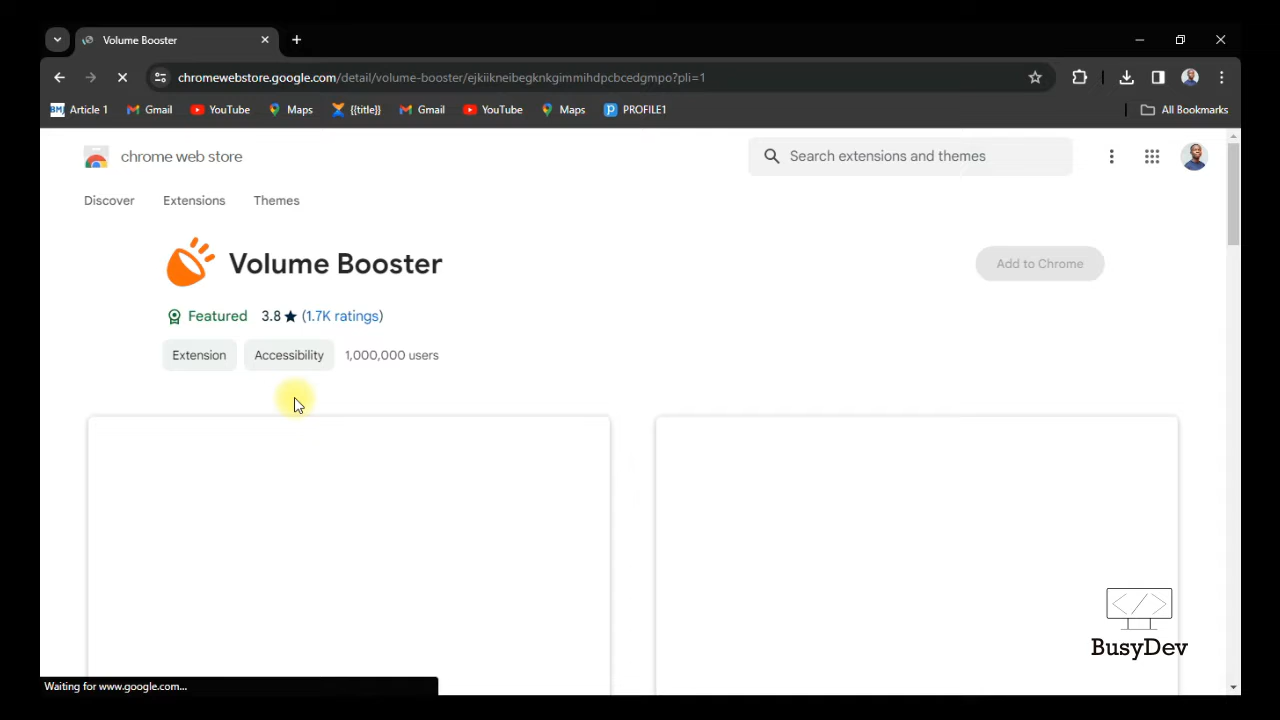 Volume Booster
chromewebstore.google.com/detail/volume-booster/ejkiikneibegknkgimmihdpcbcedgmpo?pli=1
BMJ Article 1 Gmail YouTube Maps {{title}} Gmail YouTube Maps PROFILE1 All Bookmarks
chrome web store
Search extensions and themes
Discover Extensions Themes
Volume Booster
Add to Chrome
Featured 3.8 ★ (1.7K ratings)
Extension Accessibility 1,000,000 users
</>
BusyDev
Waiting for www.google.com...